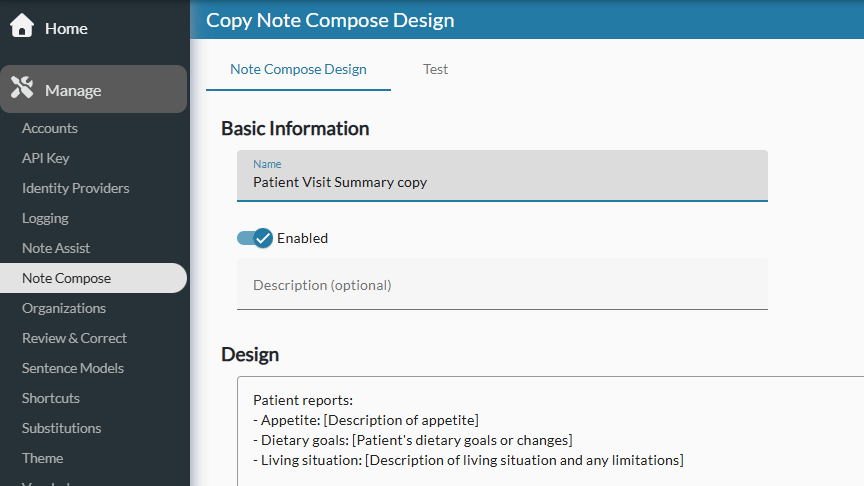 Home
Manage
Accounts
API Key
Identity Providers
Logging
Note Assist
Note Compose
Organizations
Review & Correct
Sentence Models
Shortcuts
Substitutions
Theme
Copy Note Compose Design
Note Compose Design
Test
Basic Information
Name
Patient Visit Summary copy
Enabled
Description (optional)
Design
Patient reports:
- Appetite: [Description of appetite]
- Dietary goals: [Patient's dietary goals or changes]
- Living situation: [Description of living situation and any limitations]